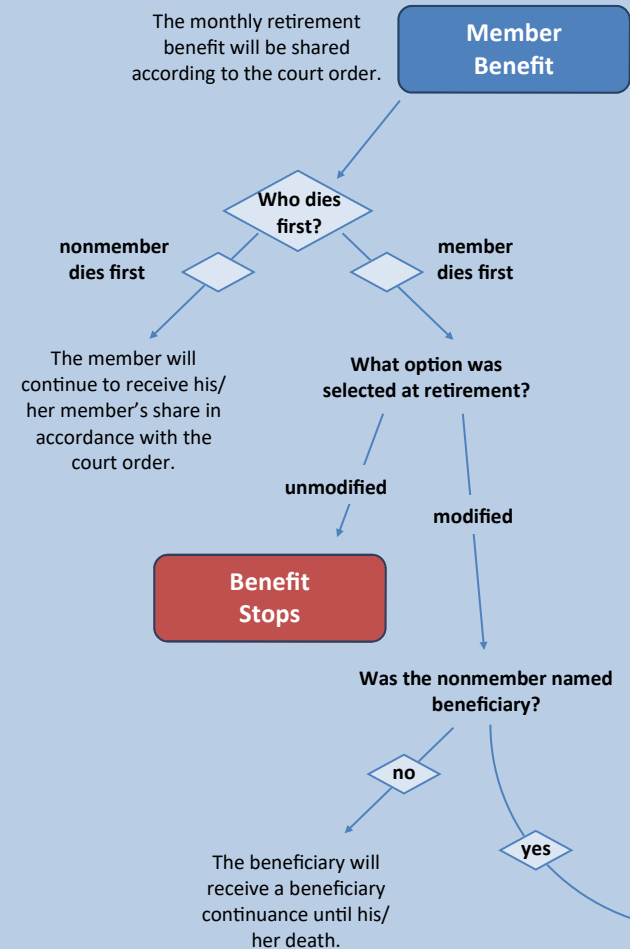 The monthly retirement
benefit will be shared
according to the court order.
Member
Benefit
Who dies
first?
nonmember
dies first
member
dies first
The member will
continue to receive his/
her member’s share in
accordance with the
court order.
What option was
selected at retirement?
unmodified
modified
Benefit
Stops
Was the nonmember named
beneficiary?
no
yes
The beneficiary will
receive a beneficiary
continuance until his/
her death.